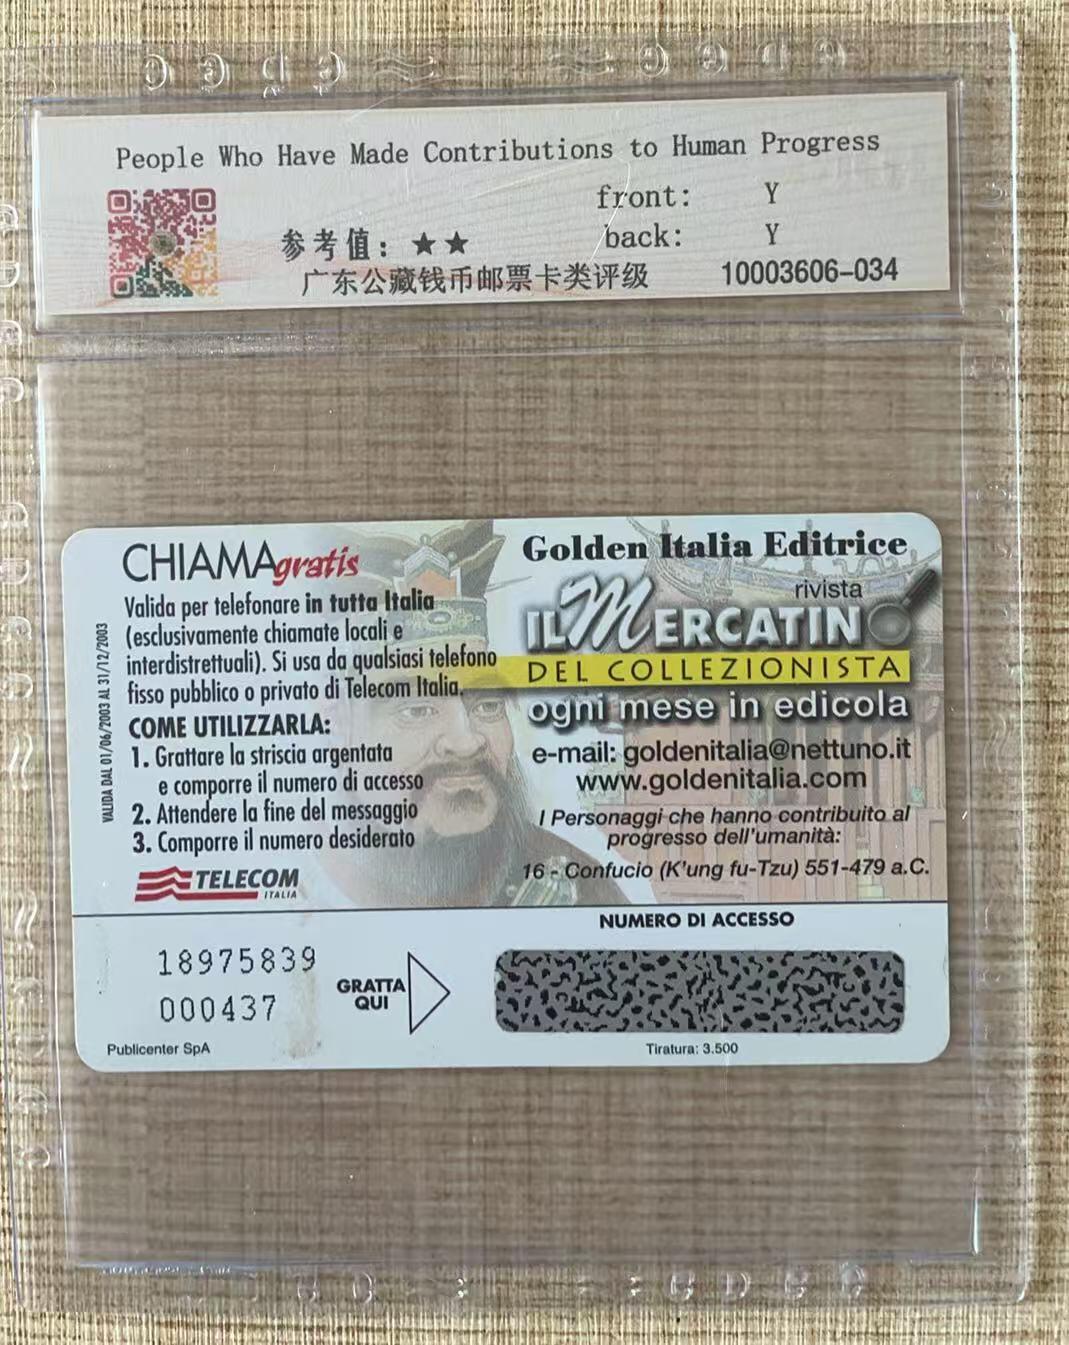 People Who Have Made Contributions to Human Progress
front: Y
参考值：★★
back: Y
广东公藏钱币邮票卡类评级
10003606-034
CHIAMAgratis
Valida per telefonare in tutta Italia
(esclusivamente chiamate locali e
interdistrettuali). Si usa da qualsiasi telefono
fisso pubblico o privato di Telecom Italia.
COME UTILIZZARLA:
1. Grattare la striscia argentata
e comporre il numero di accesso
2. Attendere la fine del messaggio
3. Comporre il numero desiderato
TELECOM
ITALIA
VALIDA DAL 01/06/2003 AL 31/12/2003
Golden Italia Editrice
rivista
IL MERCATINO
DEL COLLEZIONISTA
ogni mese in edicola
e-mail: goldenitalia@nettuno.it
www.goldenitalia.com
I Personaggi che hanno contribuito al
progresso dell'umanità:
16 - Confucio (K'ung fu-Tzu) 551-479 a.C.
NUMERO DI ACCESSO
18975839
000437
GRATTA
QUI
Publicenter SpA
Tiratura: 3.500